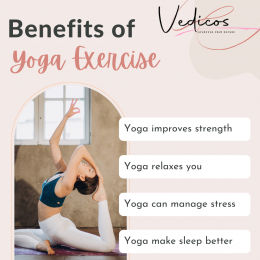 Benefits of
Vedicos
Yoga Exercise
Yoga improves strength
Yoga relaxes you
Yoga can manage stress
Yoga make sleep better